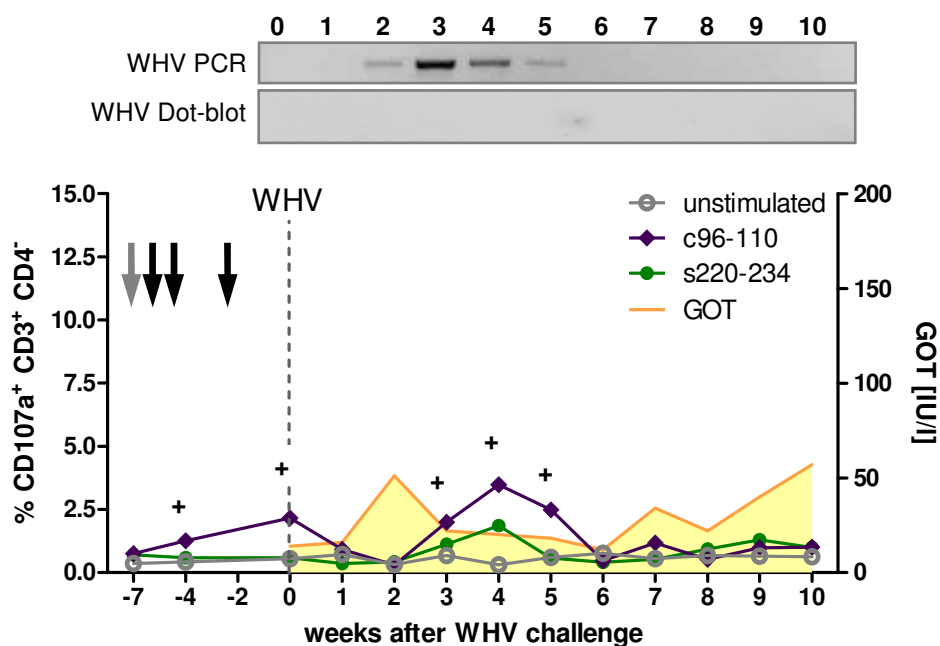 0 1 2 3 4 5 6 7 8 9 10
WHV PCR
WHV Dot-blot
WHV
unstimulated
c96-110
s220-234
GOT
15.0
12.5
10.0
7.5
5.0
2.5
0.0
% CD107a⁺ CD3⁺ CD4⁻
200
150
100
50
0
GOT [IU/l]
+ + + + +
-7 -4 -2 0 1 2 3 4 5 6 7 8 9 10
weeks after WHV challenge